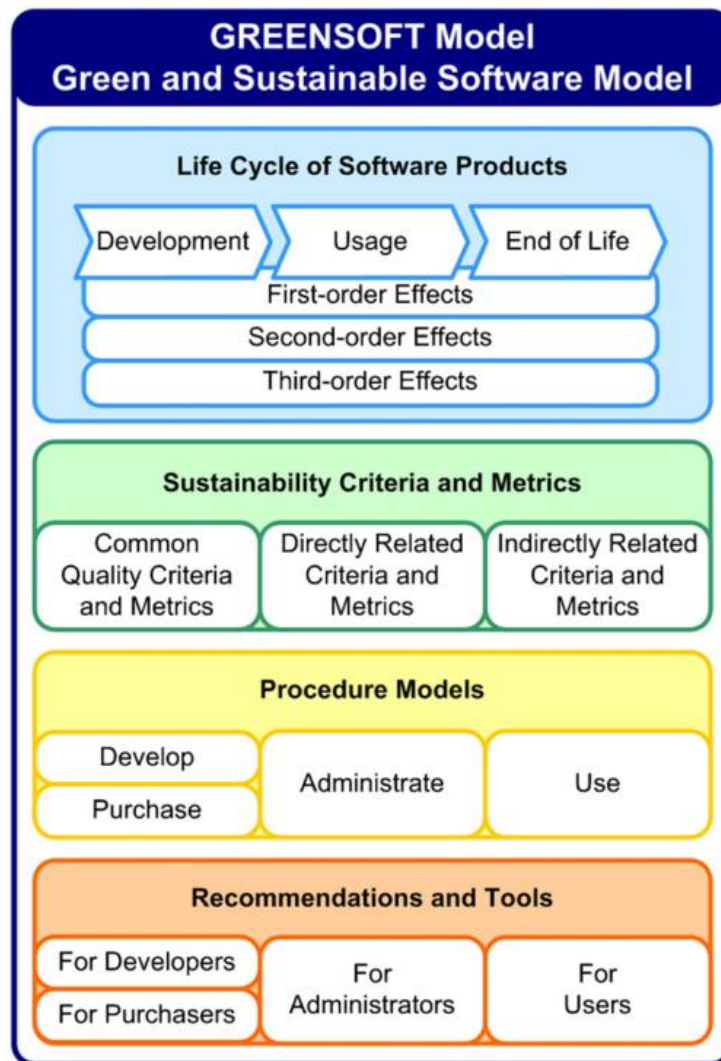 GREENSOFT Model
Green and Sustainable Software Model
Life Cycle of Software Products
Development
Usage
End of Life
First-order Effects
Second-order Effects
Third-order Effects
Sustainability Criteria and Metrics
Common
Quality Criteria
and Metrics
Directly Related
Criteria and
Metrics
Indirectly Related
Criteria and
Metrics
Procedure Models
Develop
Purchase
Administrate
Use
Recommendations and Tools
For Developers
For Purchasers
For
Administrators
For
Users